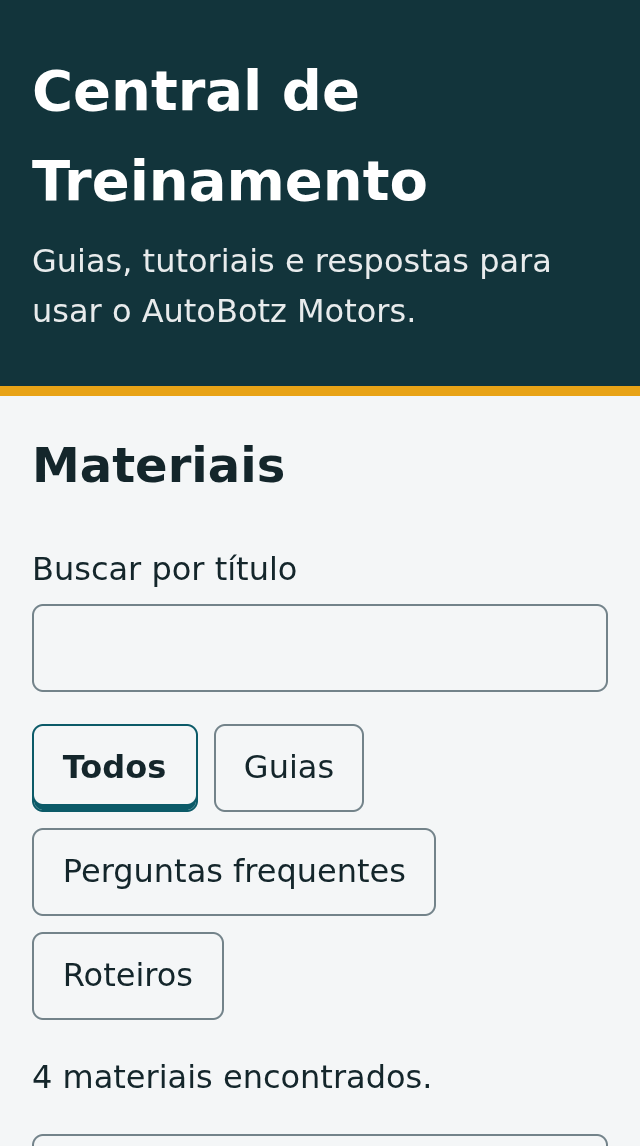 Central de
Treinamento
Guias, tutoriais e respostas para
usar o AutoBotz Motors.
Materiais
Buscar por título
Todos
Guias
Perguntas frequentes
Roteiros
4 materiais encontrados.